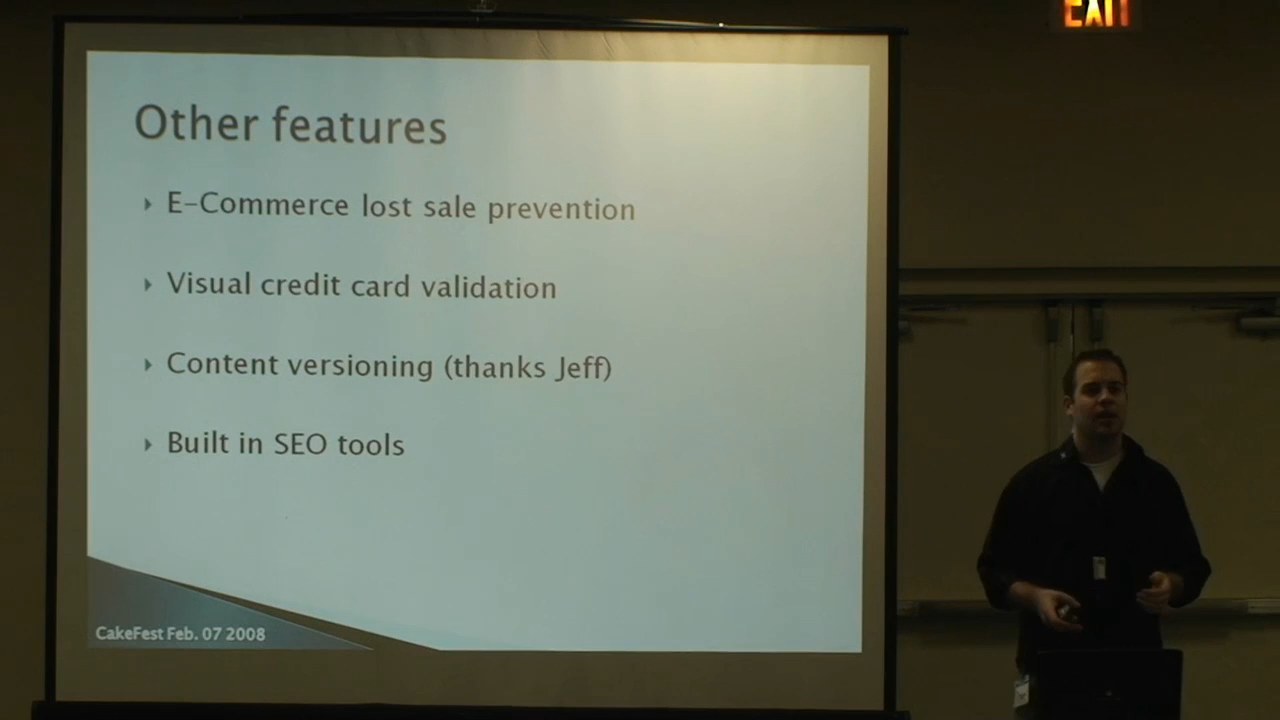 EXIT
Other features
E-Commerce lost sale prevention
Visual credit card validation
Content versioning (thanks Jeff)
Built in SEO tools
CakeFest Feb. 07 2008